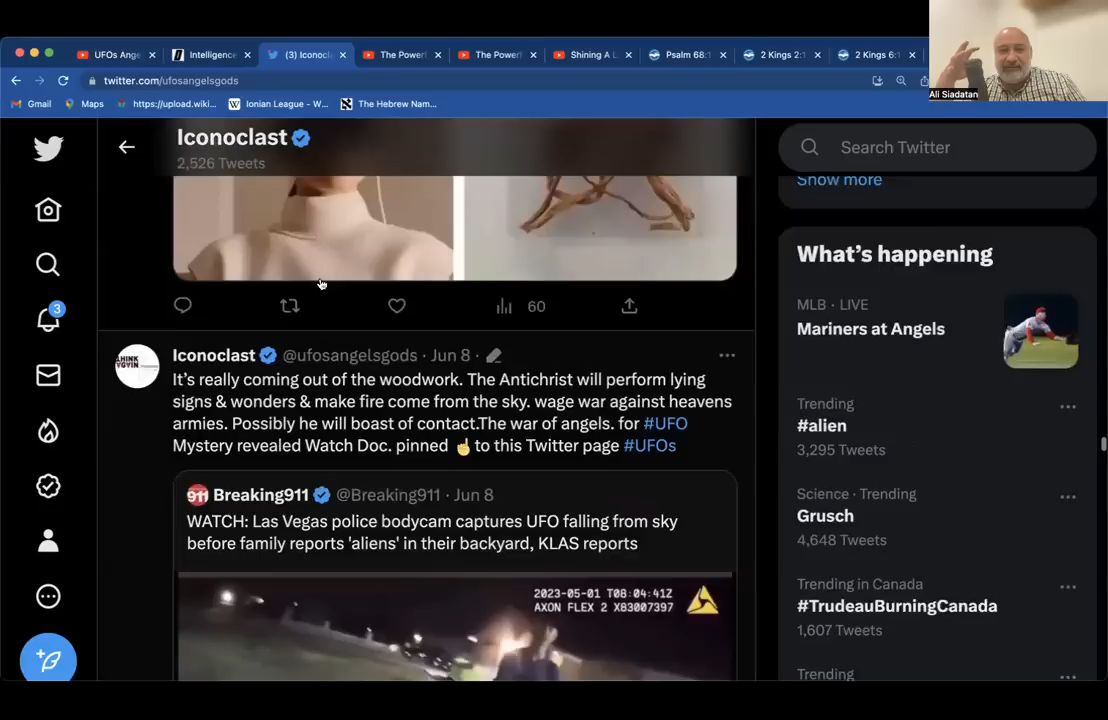 UFOs Ang
Intelligence
(3) Iconocl
The Powerf
The Powerf
Shining A L
Psalm 68:1
2 Kings 2:1
2 Kings 6:1
twitter.com/ufosangelsgods
Gmail
Maps
https://upload.wiki...
Ionian League - W...
The Hebrew Nam...
Ali Siadatan
Iconoclast
2,526 Tweets
Search Twitter
Show more
60
What's happening
MLB · LIVE
Mariners at Angels
Trending
#alien
3,295 Tweets
Science · Trending
Grusch
4,648 Tweets
Trending in Canada
#TrudeauBurningCanada
1,607 Tweets
Trending
3
Iconoclast @ufosangelsgods · Jun 8
It's really coming out of the woodwork. The Antichrist will perform lying
signs & wonders & make fire come from the sky. wage war against heavens
armies. Possibly he will boast of contact.The war of angels. for #UFO
Mystery revealed Watch Doc. pinned ☝️to this Twitter page #UFOs
911 Breaking911 @Breaking911 · Jun 8
WATCH: Las Vegas police bodycam captures UFO falling from sky
before family reports 'aliens' in their backyard, KLAS reports
2023-05-01 T08:04:41Z
AXON FLEX 2 X83007397